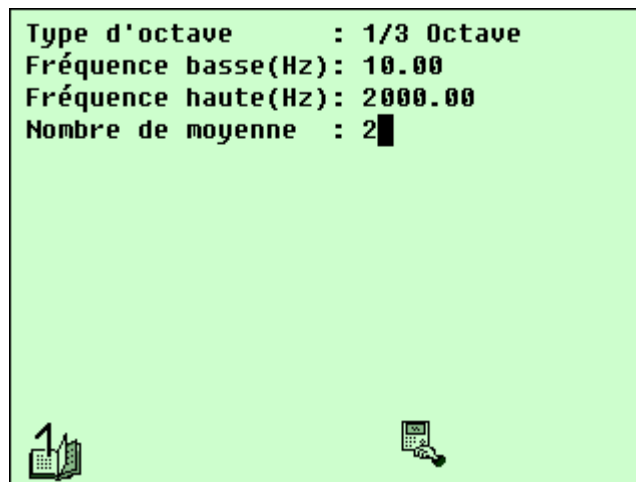 Type d'octave : 1/3 Octave
Fréquence basse(Hz): 10.00
Fréquence haute(Hz): 2000.00
Nombre de moyenne : 2
1